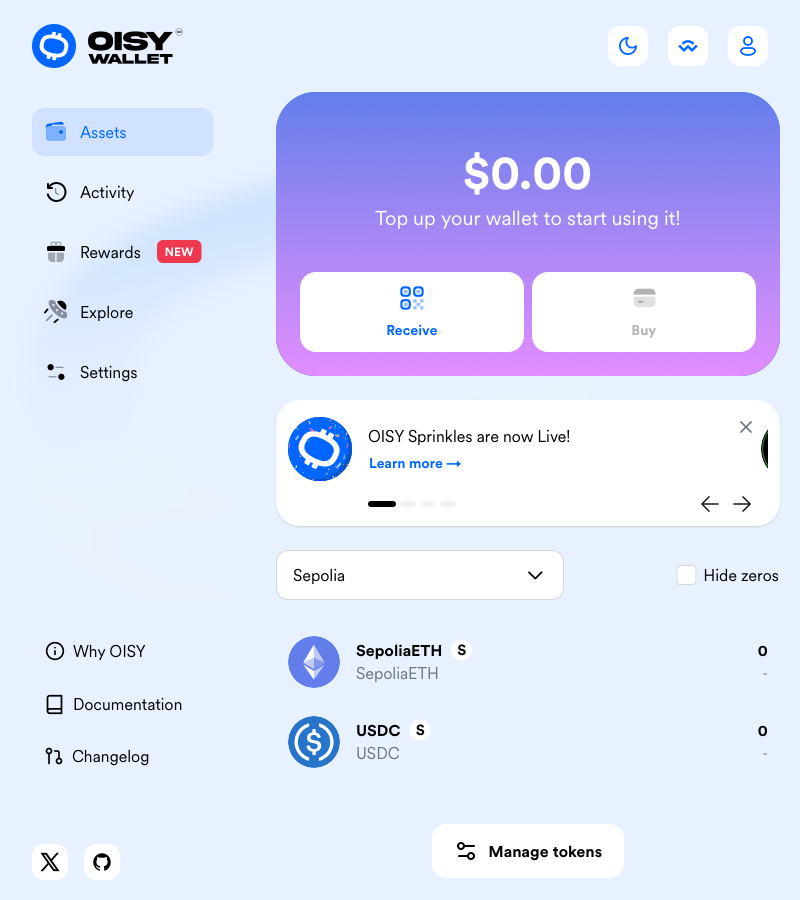 OISY
WALLET
Assets
Activity
Rewards NEW
Explore
Settings
Why OISY
Documentation
Changelog
$0.00
Top up your wallet to start using it!
Receive
Buy
OISY Sprinkles are now Live!
Learn more →
Sepolia
Hide zeros
SepoliaETH S 0
SepoliaETH -
USDC S 0
USDC -
Manage tokens